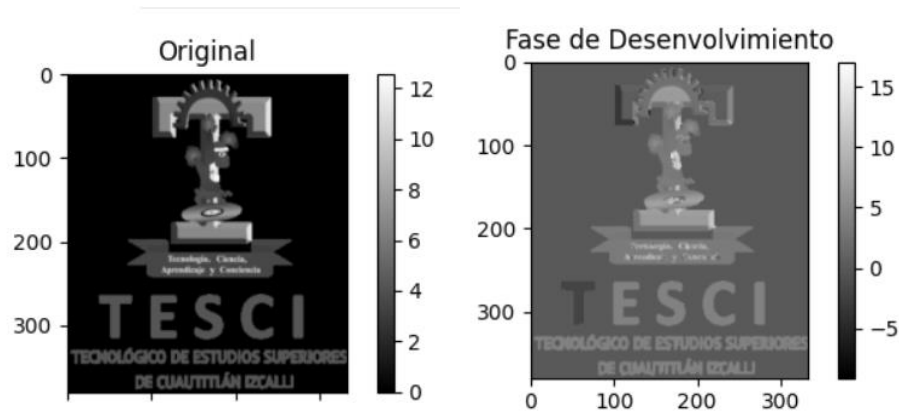 Original
0
100
200
300
12
10
8
6
4
2
0
Tecnología, Ciencia,
Aprendizaje y Conciencia
TESCI
TECNOLÓGICO DE ESTUDIOS SUPERIORES
DE CUAUTITLÁN IZCALLI
Fase de Desenvolvimiento
0
100
200
300
0
100
200
300
15
10
5
0
−5
Tecnología, Ciencia,
TESCI
TECNOLÓGICO DE ESTUDIOS SUPERIORES
DE CUAUTITLÁN IZCALLI